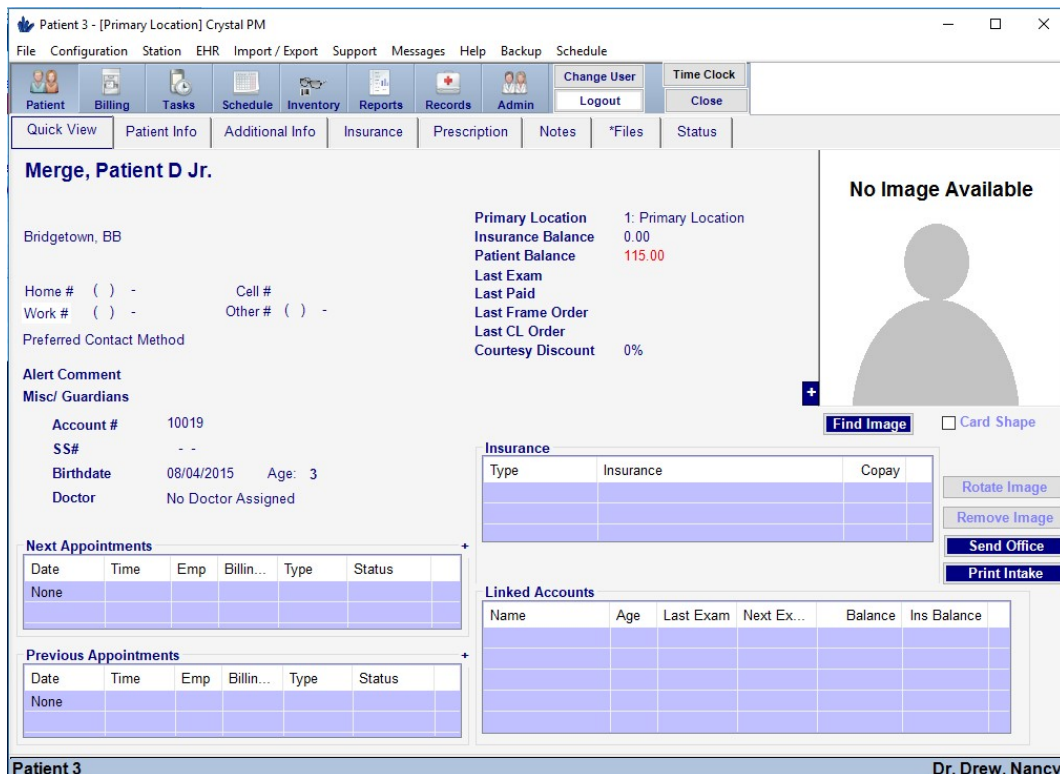 Patient 3 - [Primary Location] Crystal PM
File Configuration Station EHR Import / Export Support Messages Help Backup Schedule
Patient Billing Tasks Schedule Inventory Reports Records Admin Change User Logout Time Clock Close
Quick View Patient Info Additional Info Insurance Prescription Notes *Files Status
Merge, Patient D Jr.
No Image Available
Bridgetown, BB
Primary Location 1: Primary Location
Insurance Balance 0.00
Patient Balance 115.00
Last Exam
Last Paid
Last Frame Order
Last CL Order
Courtesy Discount 0%
Home # ( ) - Cell #
Work # ( ) - Other # ( ) -
Preferred Contact Method
Alert Comment
Misc/ Guardians
+
Find Image Card Shape
Account # 10019
SS# - -
Birthdate 08/04/2015 Age: 3
Doctor No Doctor Assigned
Insurance
Type Insurance Copay
Rotate Image
Remove Image
Send Office
Print Intake
Next Appointments +
Date Time Emp Billin... Type Status
None
Linked Accounts
Name Age Last Exam Next Ex... Balance Ins Balance
Previous Appointments +
Date Time Emp Billin... Type Status
None
Patient 3 Dr. Drew, Nancy